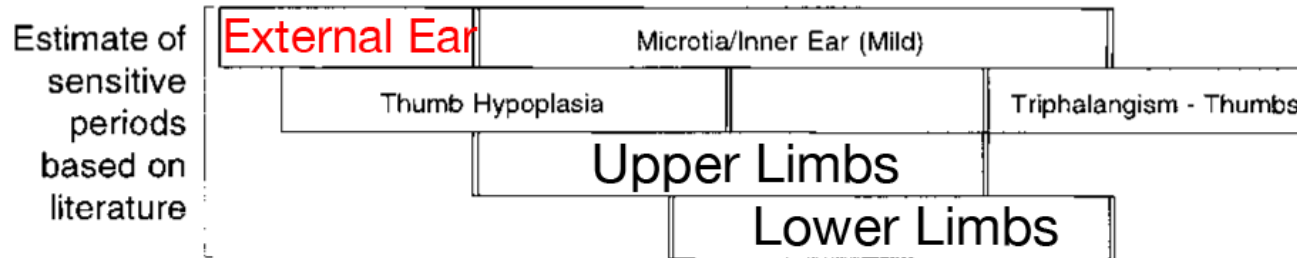 Estimate of
sensitive
periods
based on
literature
External Ear
Microtia/Inner Ear (Mild)
Thumb Hypoplasia
Triphalangism - Thumbs
Upper Limbs
Lower Limbs